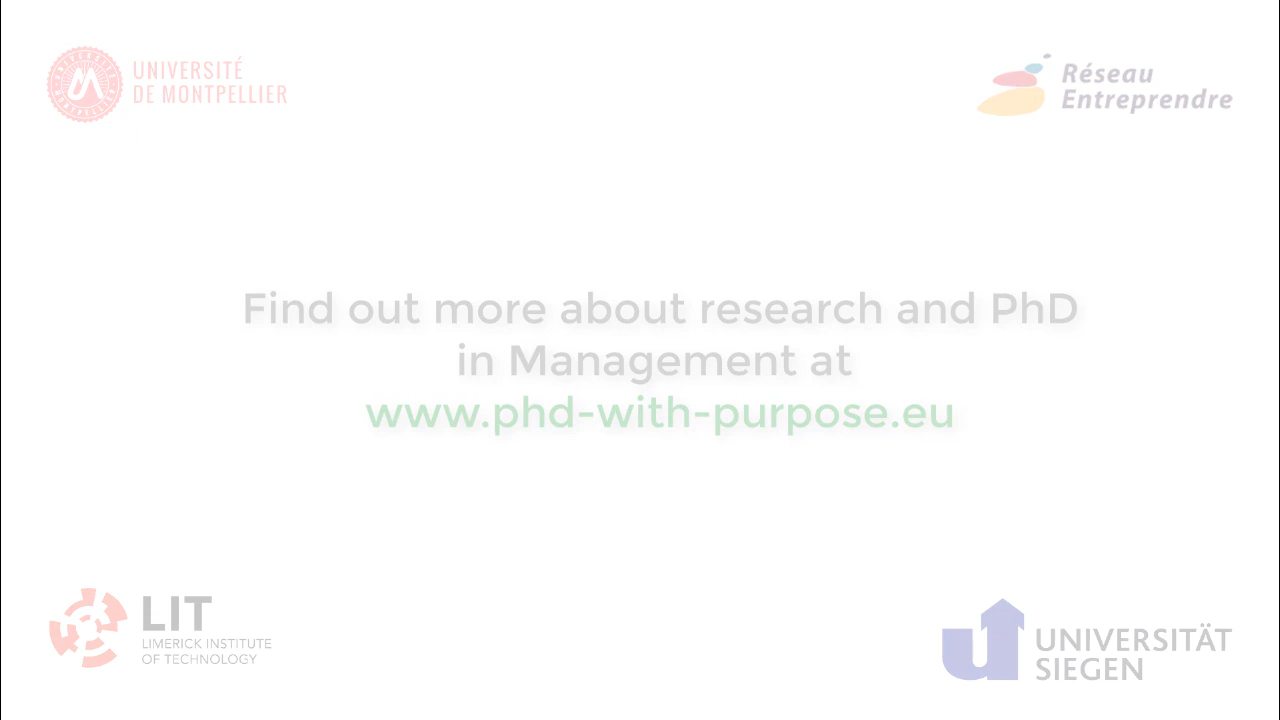 UNIVERSITÉ
DE MONTPELLIER
Réseau
Entreprendre
Find out more about research and PhD
in Management at
www.phd-with-purpose.eu
LIT
LIMERICK INSTITUTE
OF TECHNOLOGY
UNIVERSITÄT
SIEGEN